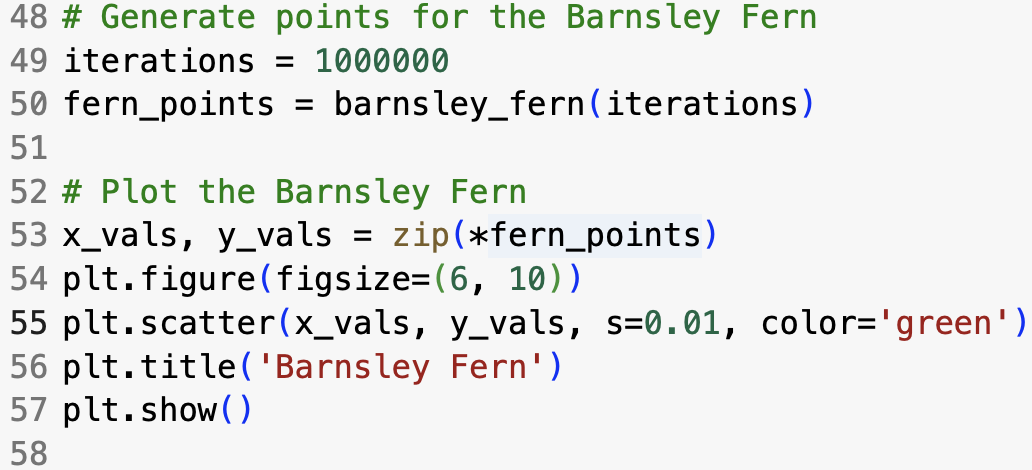 48 # Generate points for the Barnsley Fern
49 iterations = 1000000
50 fern_points = barnsley_fern(iterations)
51
52 # Plot the Barnsley Fern
53 x_vals, y_vals = zip(*fern_points)
54 plt.figure(figsize=(6, 10))
55 plt.scatter(x_vals, y_vals, s=0.01, color='green')
56 plt.title('Barnsley Fern')
57 plt.show()
58